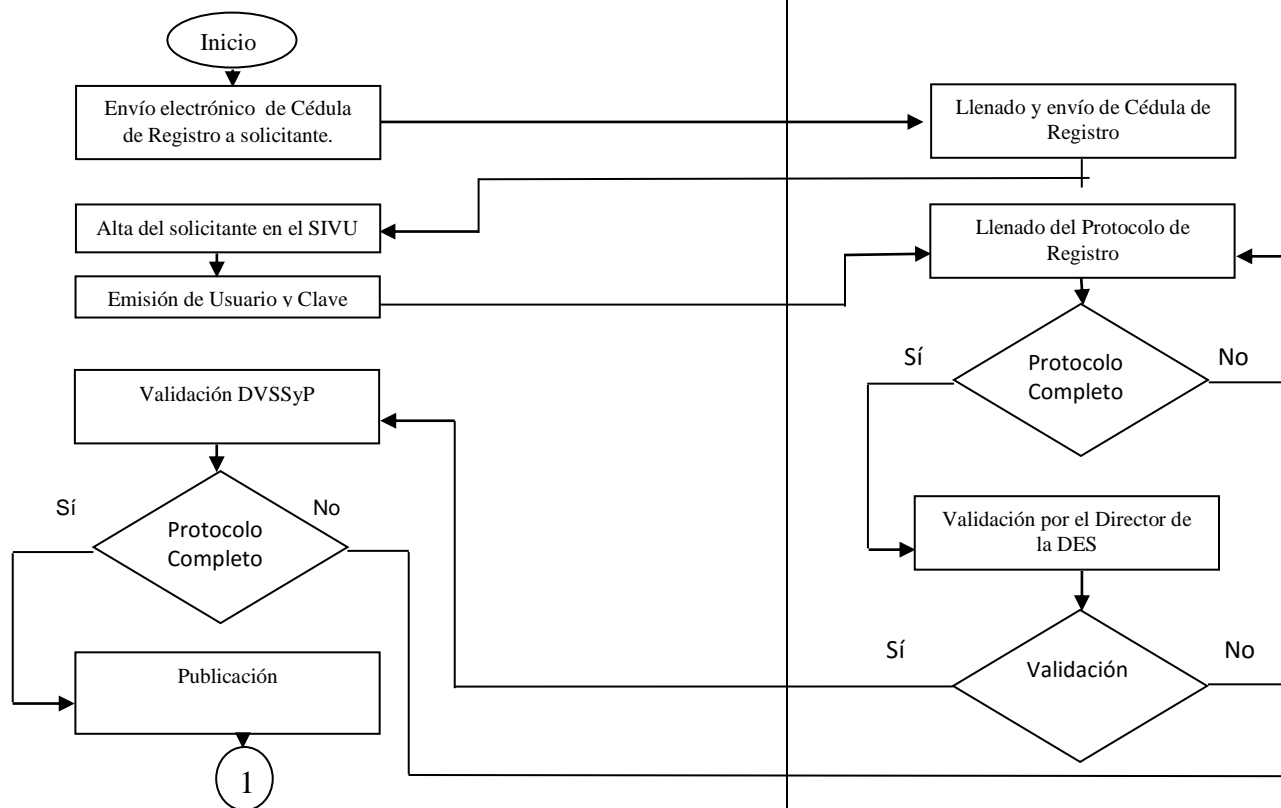 Inicio
Envío electrónico de Cédula
de Registro a solicitante.
Llenado y envío de Cédula de
Registro
Alta del solicitante en el SIVU
Llenado del Protocolo de
Registro
Emisión de Usuario y Clave
Sí
Protocolo
Completo
No
Validación DVSSyP
Sí
Protocolo
Completo
No
Validación por el Director de
la DES
Sí
Validación
No
Publicación
1